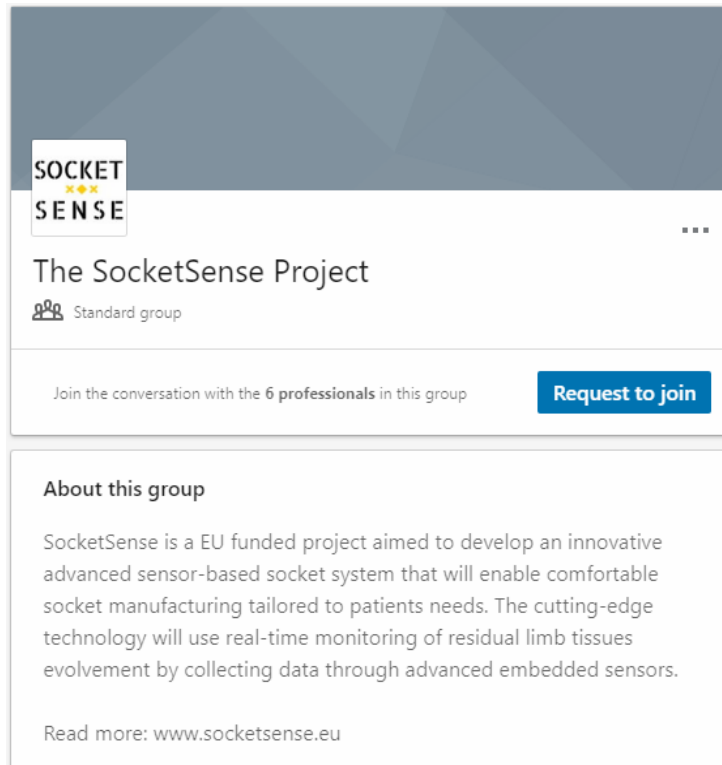 SOCKET
SENSE
The SocketSense Project
Standard group
Join the conversation with the 6 professionals in this group
Request to join
About this group
SocketSense is a EU funded project aimed to develop an innovative
advanced sensor-based socket system that will enable comfortable
socket manufacturing tailored to patients needs. The cutting-edge
technology will use real-time monitoring of residual limb tissues
evolvement by collecting data through advanced embedded sensors.
Read more: www.socketsense.eu